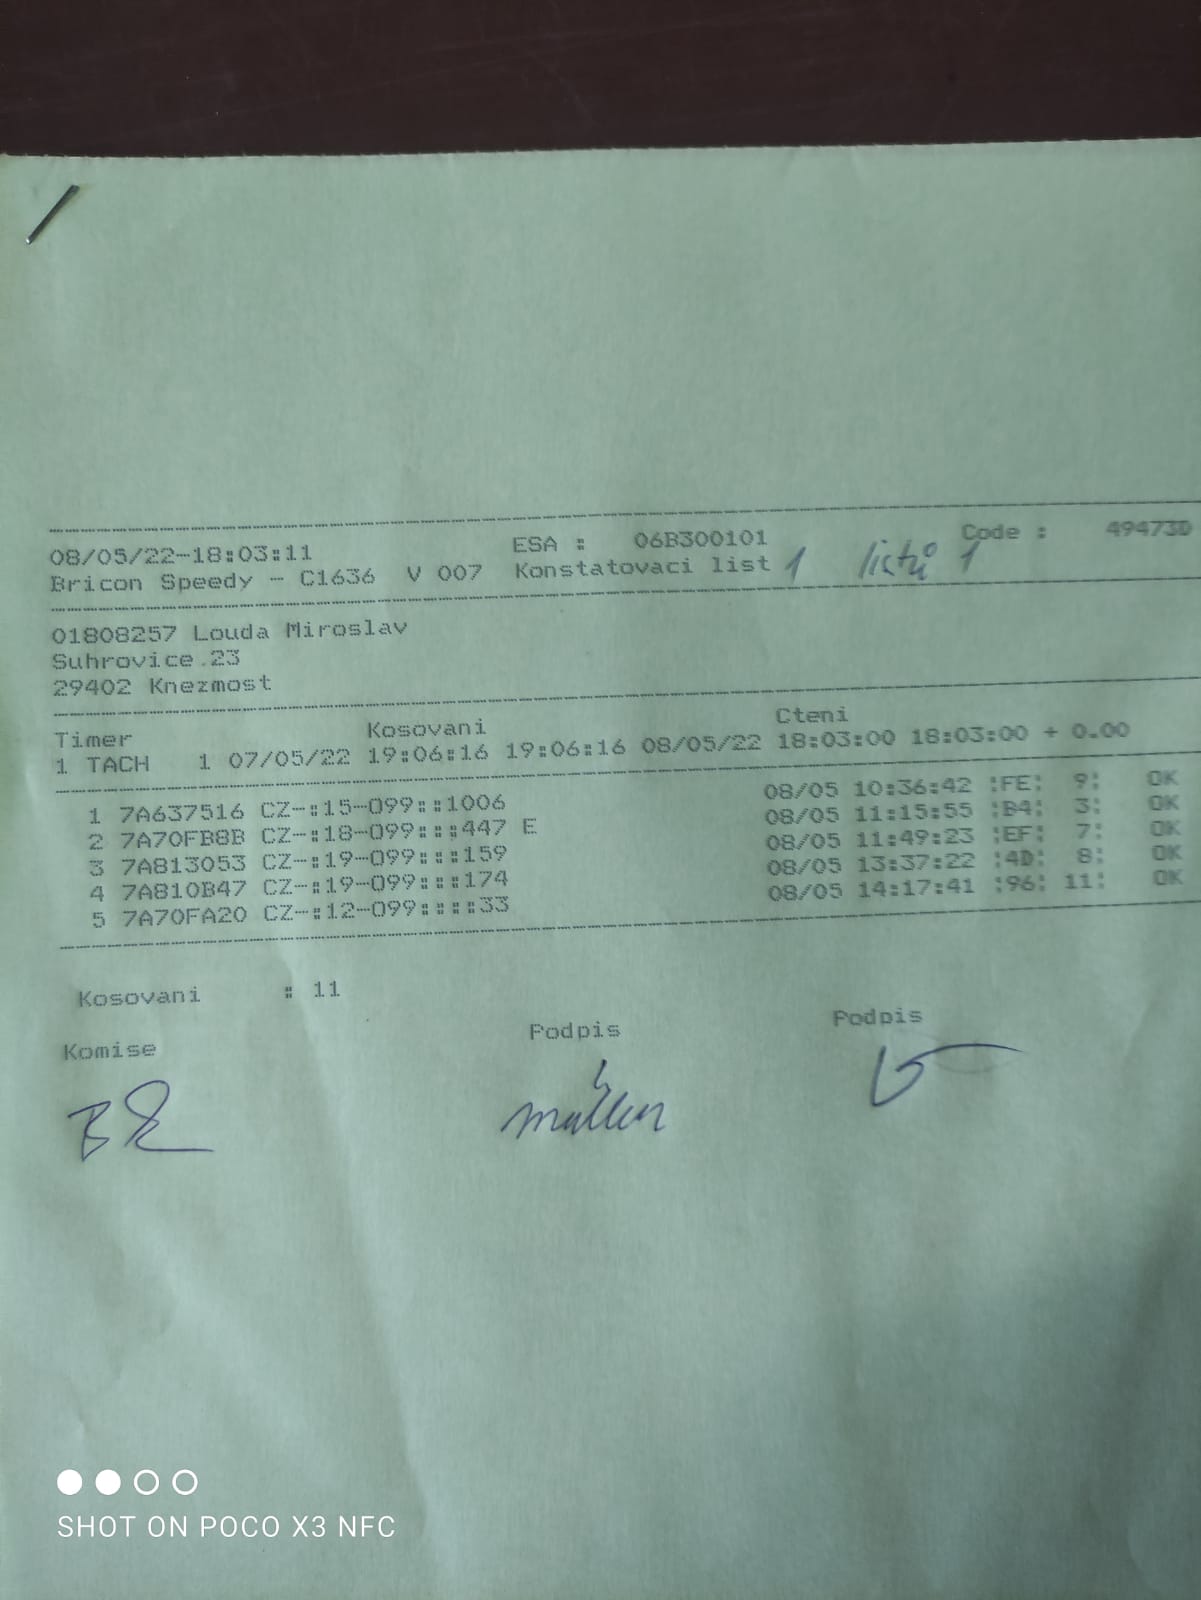 08/05/22-18:03:11 ESA : 06B300101 Code : 49473D
Bricon Speedy - C1636 V 007 Konstatovaci list 1 listů 1
01808257 Louda Miroslav
Suhrovice.23
29402 Knezmost
Timer Kosovani Cteni
1 TACH 1 07/05/22 19:06:16 19:06:16 08/05/22 18:03:00 18:03:00 + 0.00
1 7A637516 CZ-:15-099::1006 08/05 10:36:42 :FE: 9: OK
2 7A70FB8B CZ-:18-099:::447 E 08/05 11:15:55 :B4: 3: OK
3 7A813053 CZ-:19-099:::159 08/05 11:49:23 :EF: 7: OK
4 7A810B47 CZ-:19-099:::174 08/05 13:37:22 :4D: 8: OK
5 7A70FA20 CZ-:12-099::::33 08/05 14:17:41 :96: 11: OK
Kosovani : 11
Komise Podpis Podpis
SHOT ON POCO X3 NFC